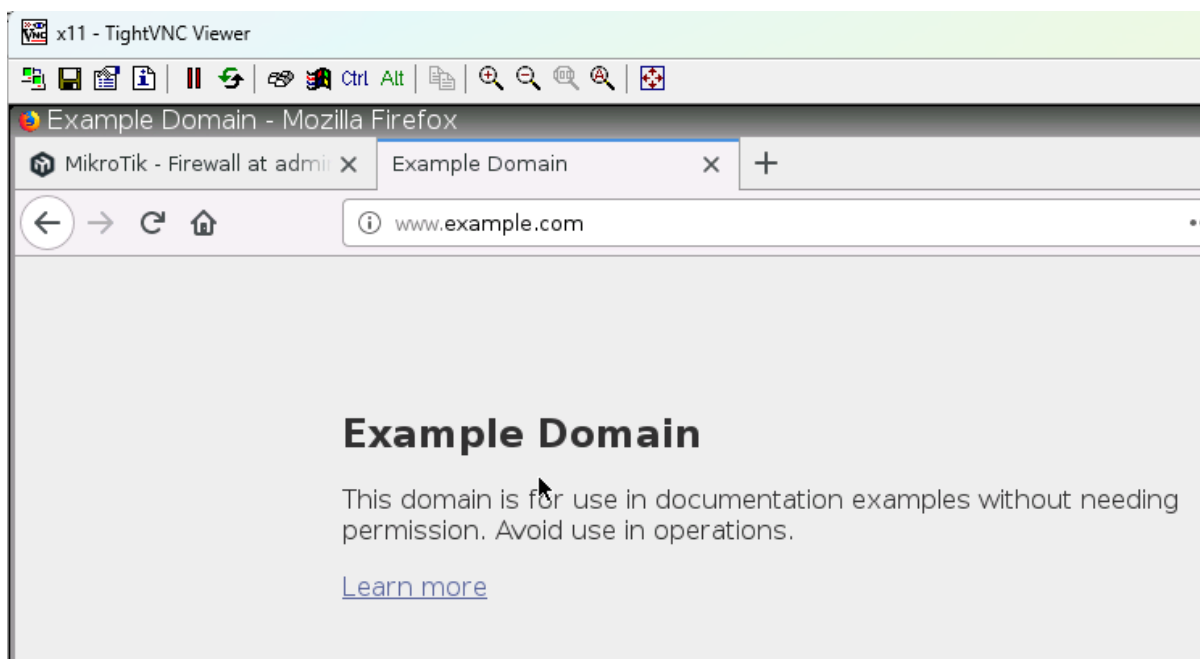 x11 - TightVNC Viewer
Ctrl Alt
Example Domain - Mozilla Firefox
MikroTik - Firewall at admi
Example Domain
www.example.com
Example Domain
This domain is for use in documentation examples without needing
permission. Avoid use in operations.
Learn more